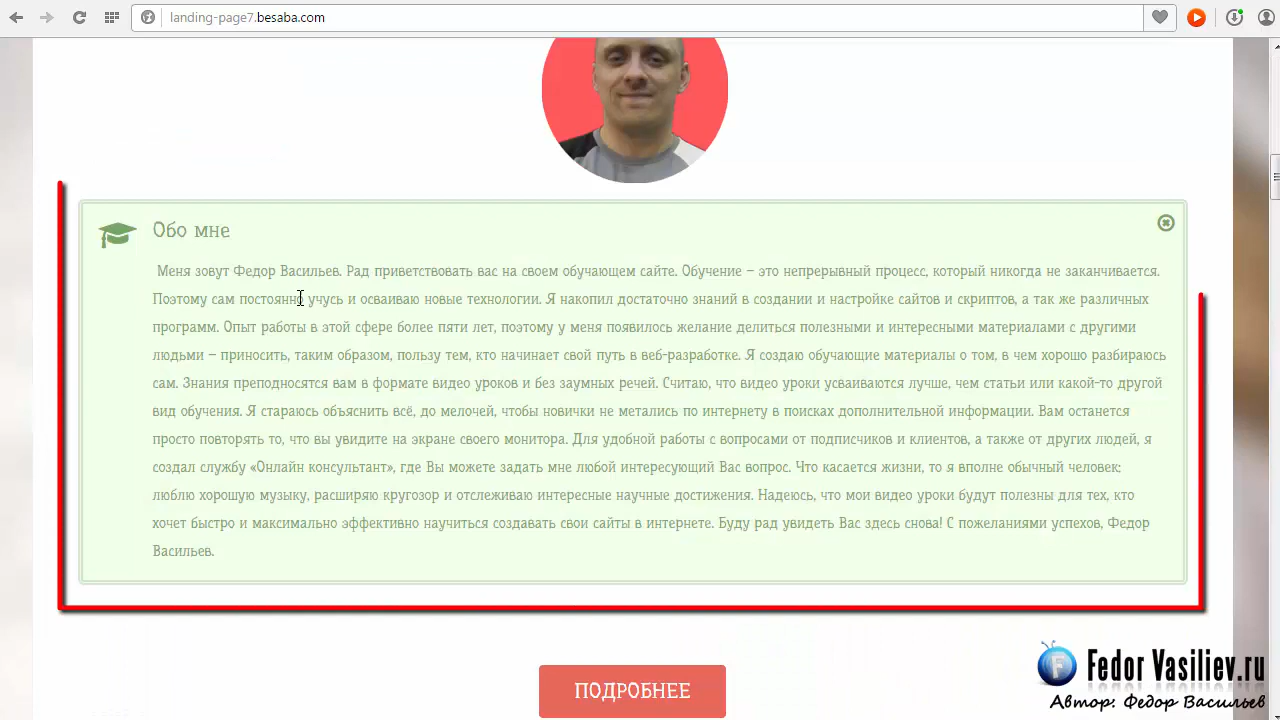 landing-page7.besaba.com
Обо мне
Меня зовут Федор Васильев. Рад приветствовать вас на своем обучающем сайте. Обучение – это непрерывный процесс, который никогда не заканчивается.
Поэтому сам постоянно учусь и осваиваю новые технологии. Я накопил достаточно знаний в создании и настройке сайтов и скриптов, а так же различных
программ. Опыт работы в этой сфере более пяти лет, поэтому у меня появилось желание делиться полезными и интересными материалами с другими
людьми – приносить, таким образом, пользу тем, кто начинает свой путь в веб-разработке. Я создаю обучающие материалы о том, в чем хорошо разбираюсь
сам. Знания преподносятся вам в формате видео уроков и без заумных речей. Считаю, что видео уроки усваиваются лучше, чем статьи или какой-то другой
вид обучения. Я стараюсь объяснить всё, до мелочей, чтобы новички не метались по интернету в поисках дополнительной информации. Вам останется
просто повторять то, что вы увидите на экране своего монитора. Для удобной работы с вопросами от подписчиков и клиентов, а также от других людей, я
создал службу «Онлайн консультант», где Вы можете задать мне любой интересующий Вас вопрос. Что касается жизни, то я вполне обычный человек:
люблю хорошую музыку, расширяю кругозор и отслеживаю интересные научные достижения. Надеюсь, что мои видео уроки будут полезны для тех, кто
хочет быстро и максимально эффективно научиться создавать свои сайты в интернете. Буду рад увидеть Вас здесь снова! С пожеланиями успехов, Федор
Васильев.
ПОДРОБНЕЕ
Fedor Vasiliev.ru
Автор: Федор Васильев